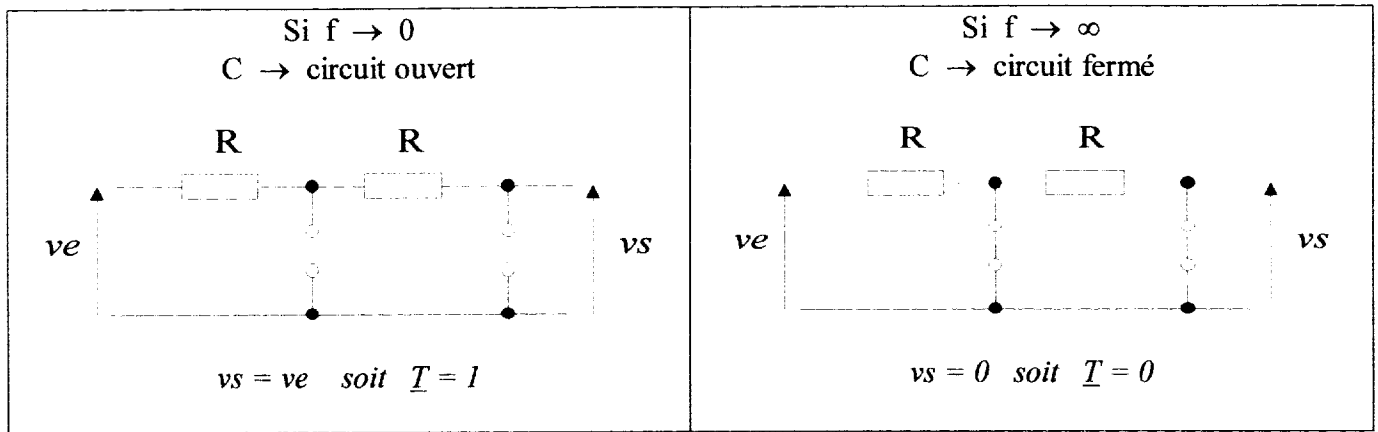 Si f → 0
C → circuit ouvert
R R
ve vs
vs = ve soit T = 1
Si f → ∞
C → circuit fermé
R R
ve vs
vs = 0 soit T = 0